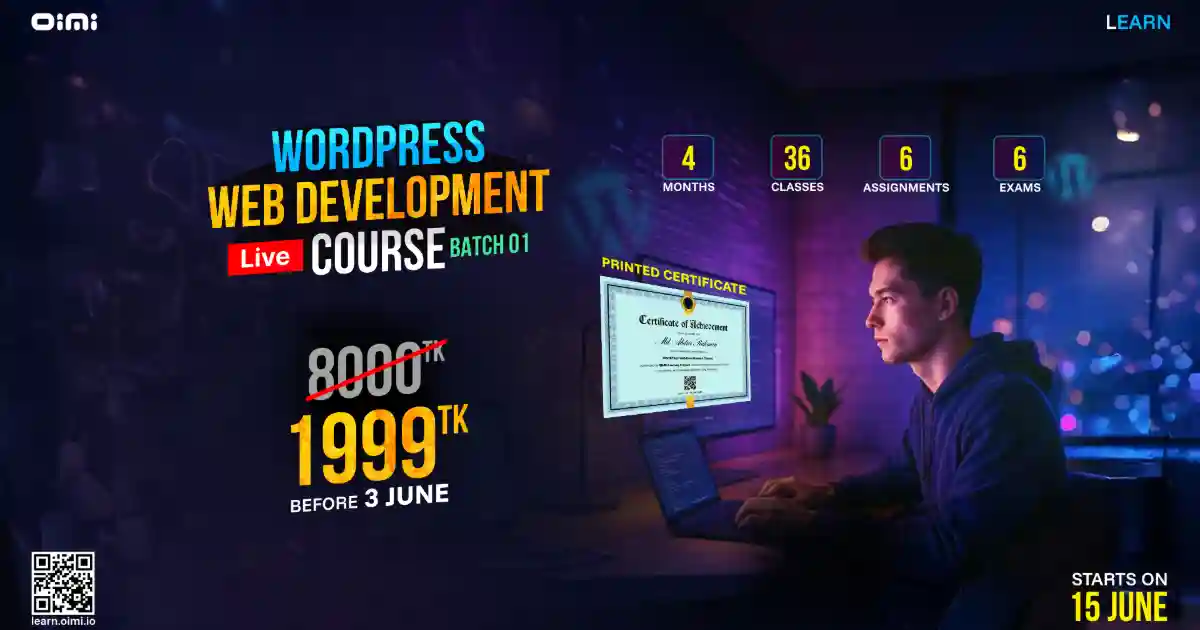 OiMi
LEARN
WORDPRESS
WEB DEVELOPMENT
Live COURSE BATCH 01
8000TK
1999TK
BEFORE 3 JUNE
4
MONTHS
36
CLASSES
6
ASSIGNMENTS
6
EXAMS
PRINTED CERTIFICATE
Certificate of Achievement
learn.oimi.io
STARTS ON
15 JUNE